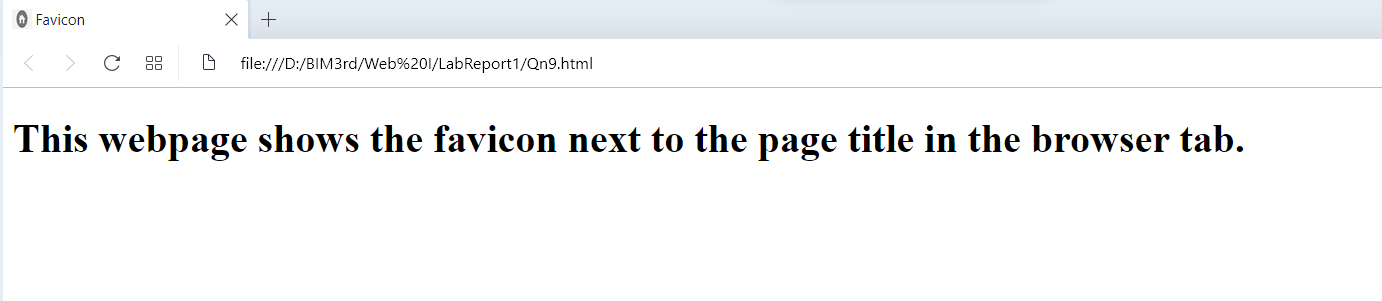 Favicon
file:///D:/BIM3rd/Web%20I/LabReport1/Qn9.html
This webpage shows the favicon next to the page title in the browser tab.